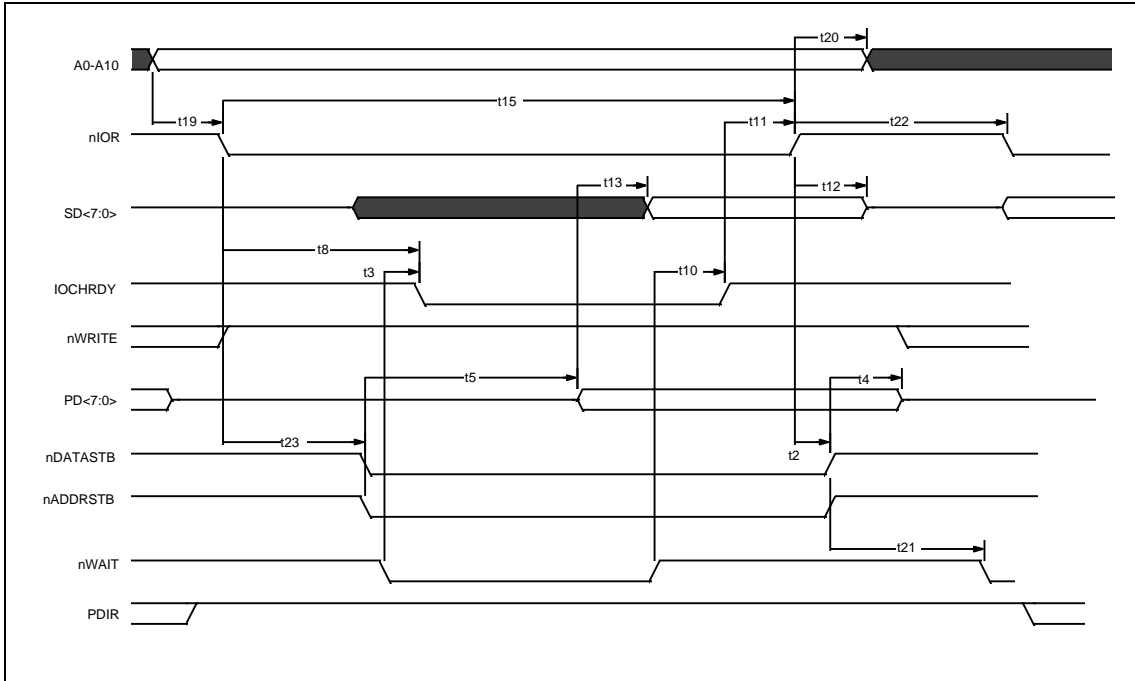 t20
A0-A10
t15
t19
t11
t22
nIOR
t13
t12
SD<7:0>
t8
t3
t10
IOCHRDY
nWRITE
t5
t4
PD<7:0>
t23
t2
nDATASTB
nADDRSTB
t21
nWAIT
PDIR